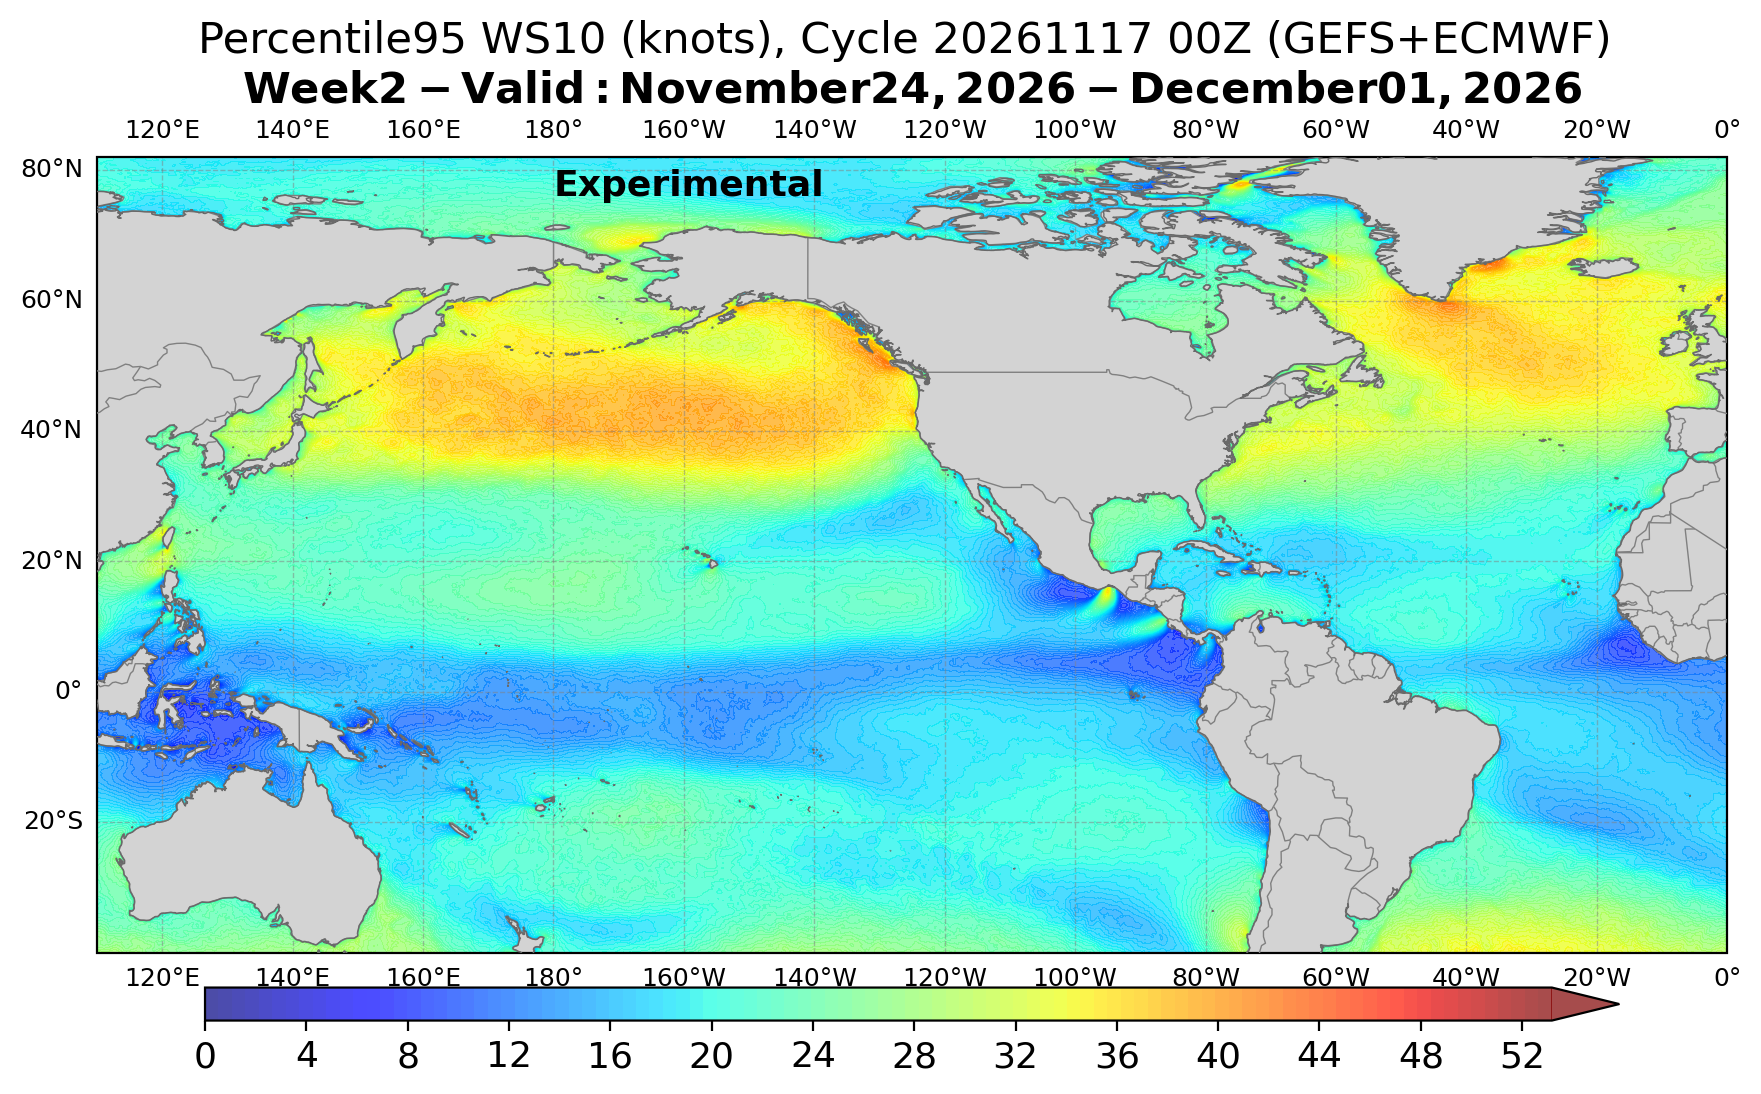 Percentile95 WS10 (knots), Cycle 20261117 00Z (GEFS+ECMWF)
Week2 − Valid : November24, 2026 − December01, 2026
120°E 140°E 160°E 180° 160°W 140°W 120°W 100°W 80°W 60°W 40°W 20°W 0°
80°N
Experimental
60°N
40°N
20°N
0°
20°S
120°E 140°E 160°E 180° 160°W 140°W 120°W 100°W 80°W 60°W 40°W 20°W 0°
0 4 8 12 16 20 24 28 32 36 40 44 48 52